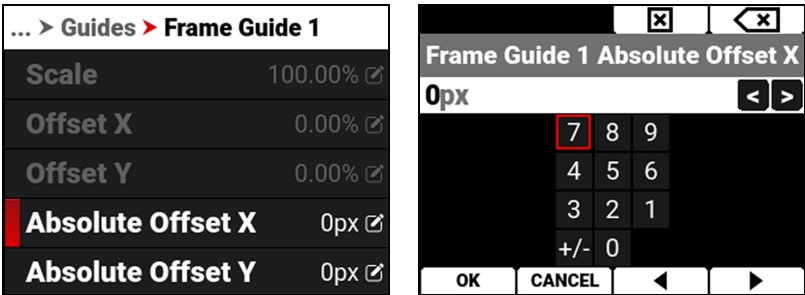 ... > Guides > Frame Guide 1
Scale 100.00%
Offset X 0.00%
Offset Y 0.00%
Absolute Offset X 0px
Absolute Offset Y 0px
Frame Guide 1 Absolute Offset X
0px < >
7 8 9
4 5 6
3 2 1
+/- 0
OK CANCEL ◀ ▶